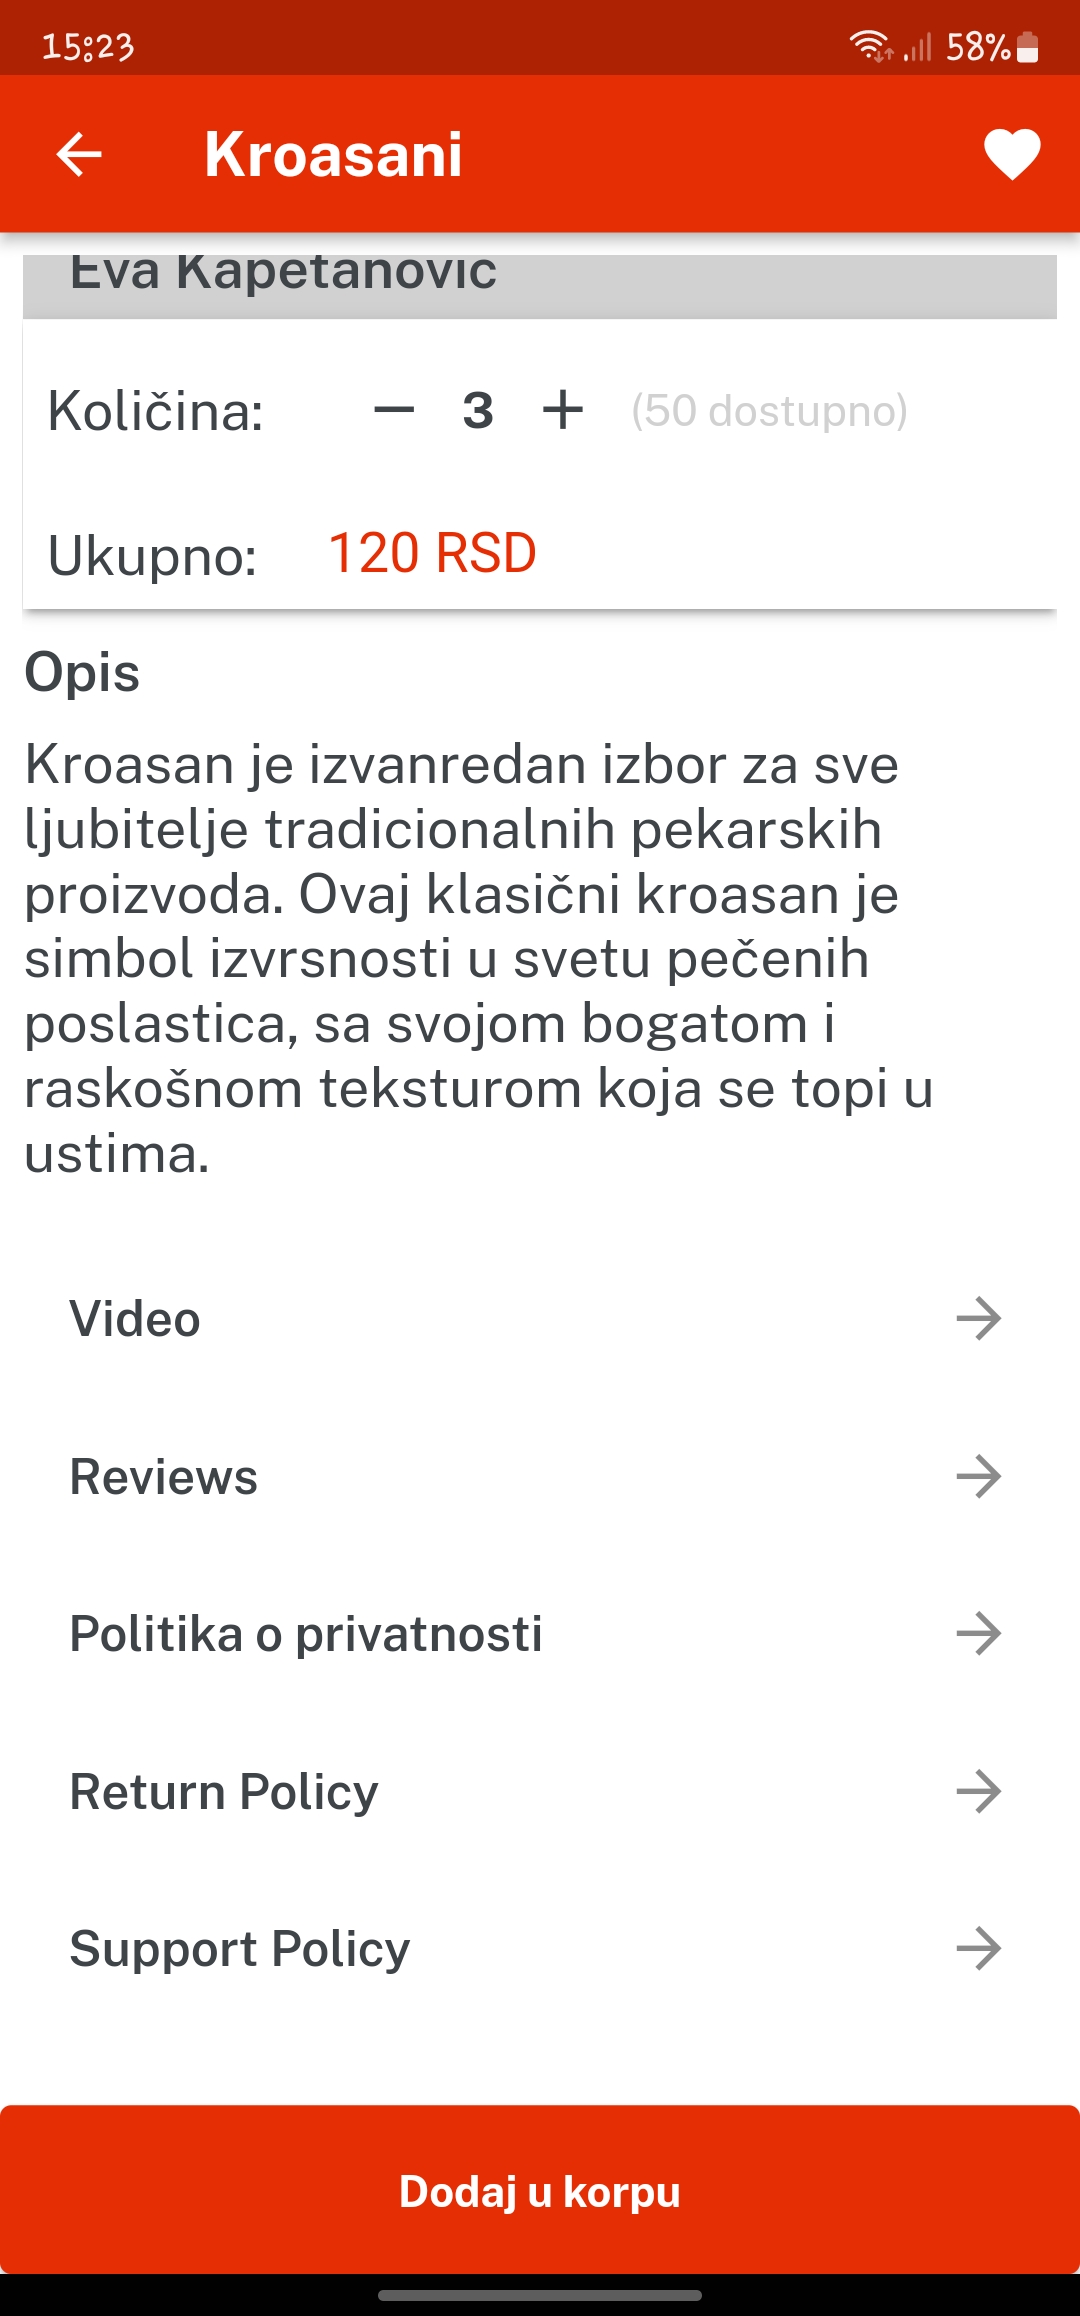 15:23
58%
Kroasani
Eva Kapetanovic
Količina:
3
(50 dostupno)
Ukupno:
120 RSD
Opis
Kroasan je izvanredan izbor za sve
ljubitelje tradicionalnih pekarskih
proizvoda. Ovaj klasični kroasan je
simbol izvrsnosti u svetu pečenih
poslastica, sa svojom bogatom i
raskošnom teksturom koja se topi u
ustima.
Video
Reviews
Politika o privatnosti
Return Policy
Support Policy
Dodaj u korpu